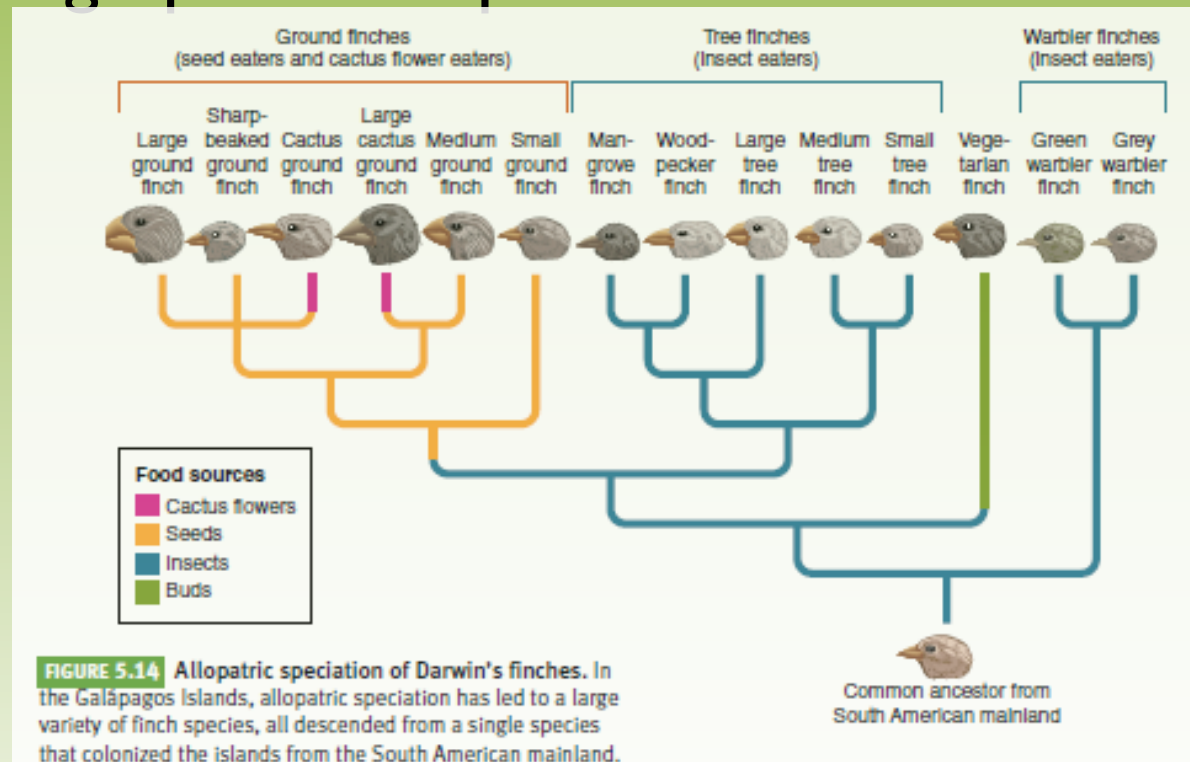 Ground finches
(seed eaters and cactus flower eaters)
Tree finches
(Insect eaters)
Warbler finches
(Insect eaters)
Large
ground
finch
Sharp-
beaked
ground
finch
Cactus
ground
finch
Large
cactus
ground
finch
Medium
ground
finch
Small
ground
finch
Man-
grove
finch
Wood-
pecker
finch
Large
tree
finch
Medium
tree
finch
Small
tree
finch
Vege-
tarian
finch
Green
warbler
finch
Grey
warbler
finch
Food sources
Cactus flowers
Seeds
Insects
Buds
Common ancestor from
South American mainland
FIGURE 5.14 Allopatric speciation of Darwin's finches. In
the Galápagos Islands, allopatric speciation has led to a large
variety of finch species, all descended from a single species
that colonized the islands from the South American mainland.